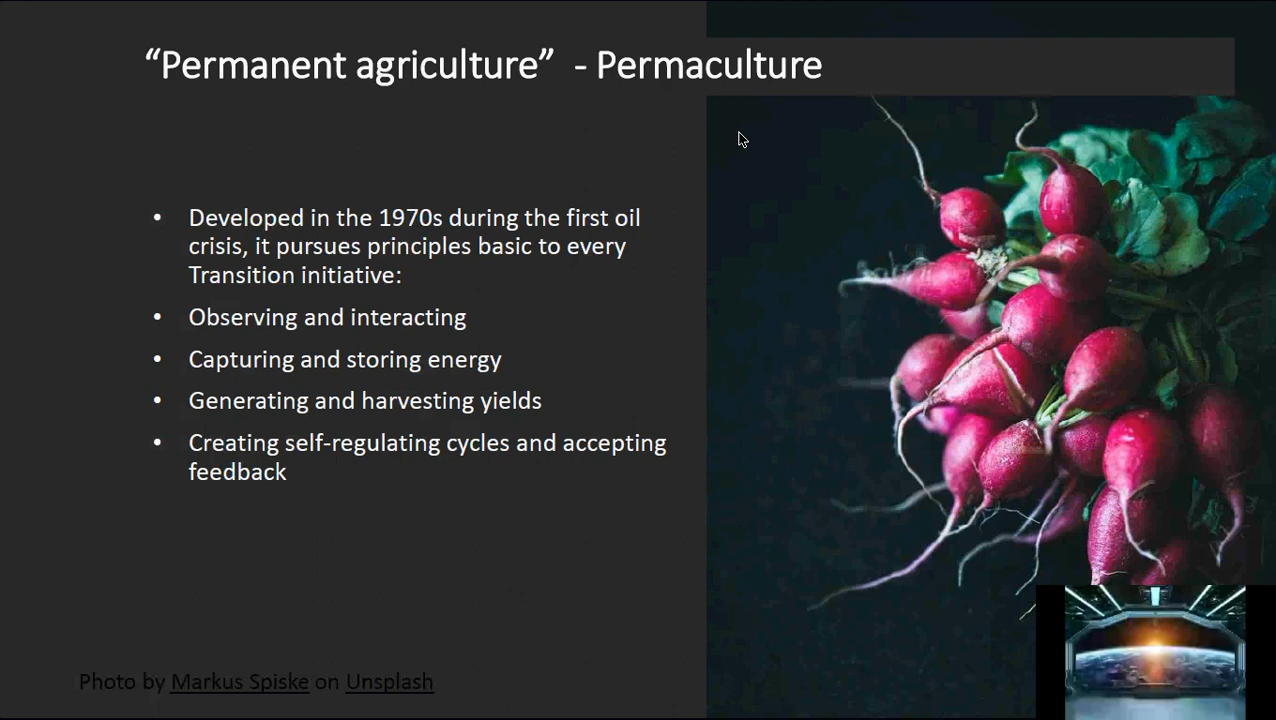 “Permanent agriculture” - Permaculture
• Developed in the 1970s during the first oil
crisis, it pursues principles basic to every
Transition initiative:
• Observing and interacting
• Capturing and storing energy
• Generating and harvesting yields
• Creating self-regulating cycles and accepting
feedback
Photo by Markus Spiske on Unsplash